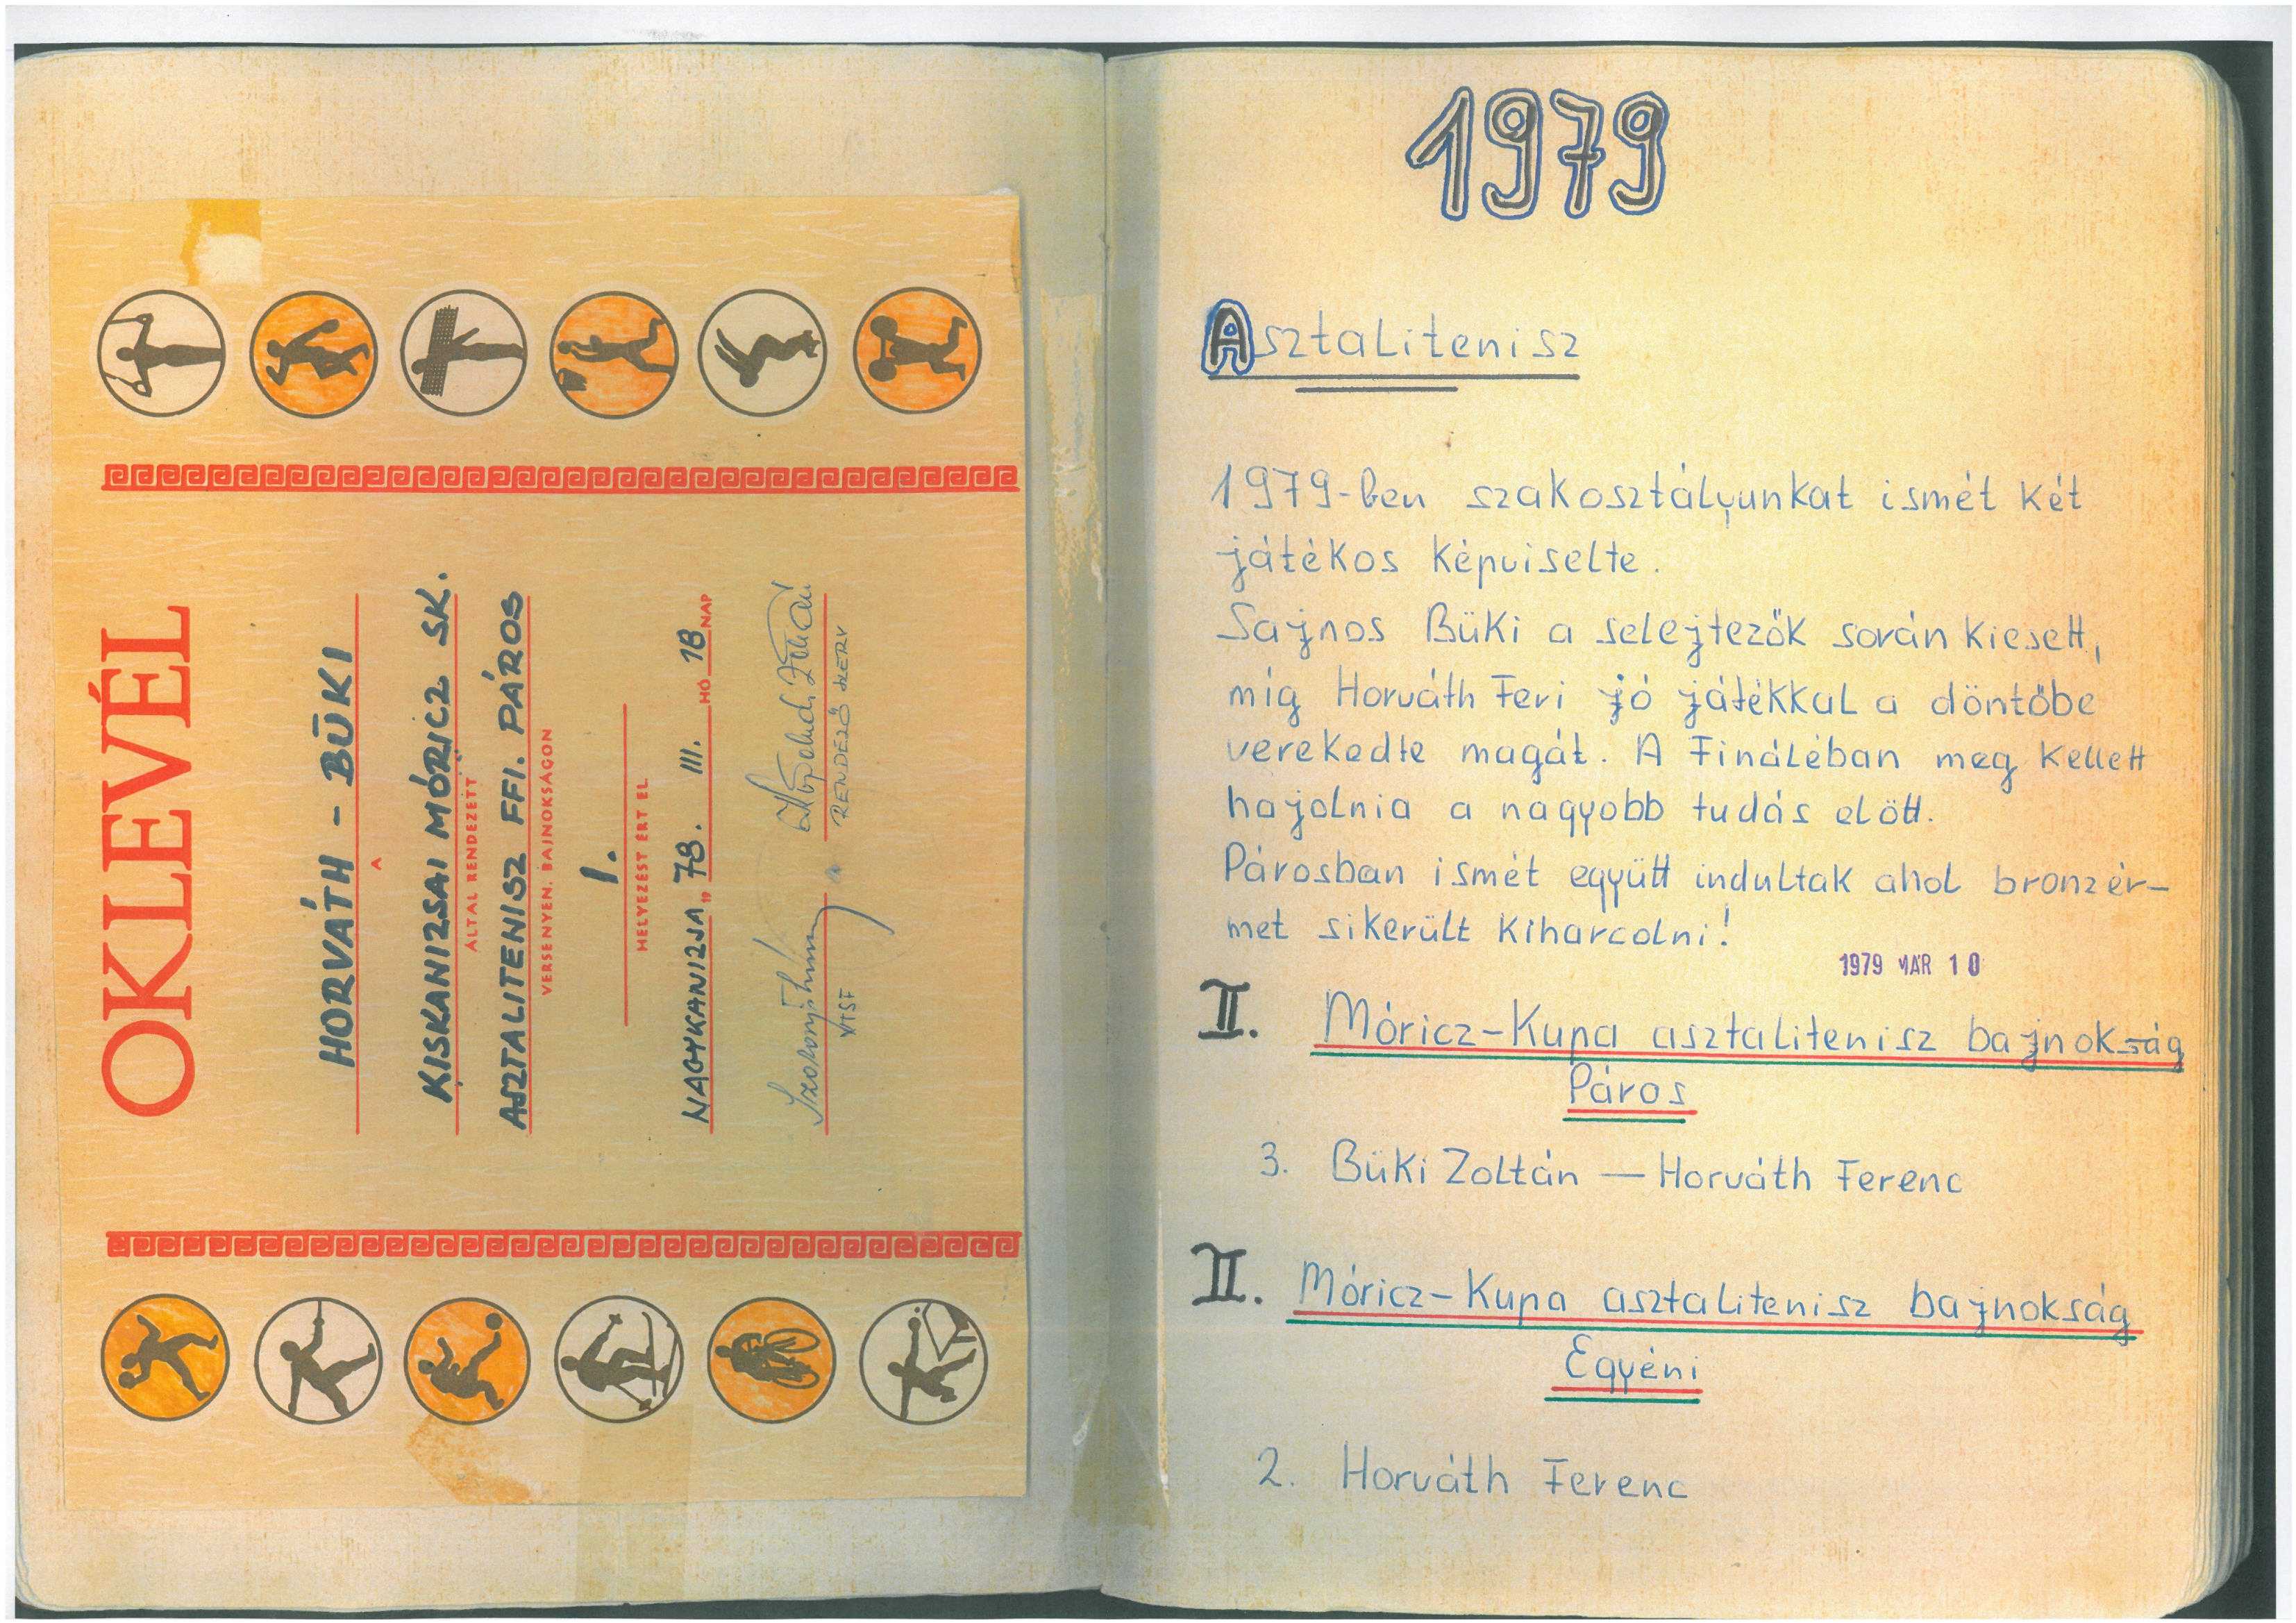 OKLEVÉL
HORVÁTH - BÜKI
A
KISKANIZSAI MÓRICZ SK.
ÁLTAL RENDEZETT
ASZTALITENISZ FFI. PÁROS
VERSENYEN, BAJNOKSÁGON
I.
HELYEZÉST ÉRT EL
NAGYKANIZSA „ 78. III. HÓ 18 NAP
VTSF
RENDEZŐ SZERV
1979
Asztalitenisz
1979-ben szakosztályunkat ismét két
játékos képviselte.
Sajnos Büki a selejtezők során kiesett,
míg Horváth Feri jó játékkal a döntőbe
verekedte magát. A Fináléban meg kellett
hajolnia a nagyobb tudás elött.
Párosban ismét együtt indultak ahol bronzér-
met sikerült kiharcolni!
1979 MÁR 10
II. Móricz-Kupa asztalitenisz bajnokság
Páros
3. Büki Zoltán — Horváth Ferenc
II. Móricz-Kupa asztalitenisz bajnokság
Egyéni
2. Horváth Ferenc